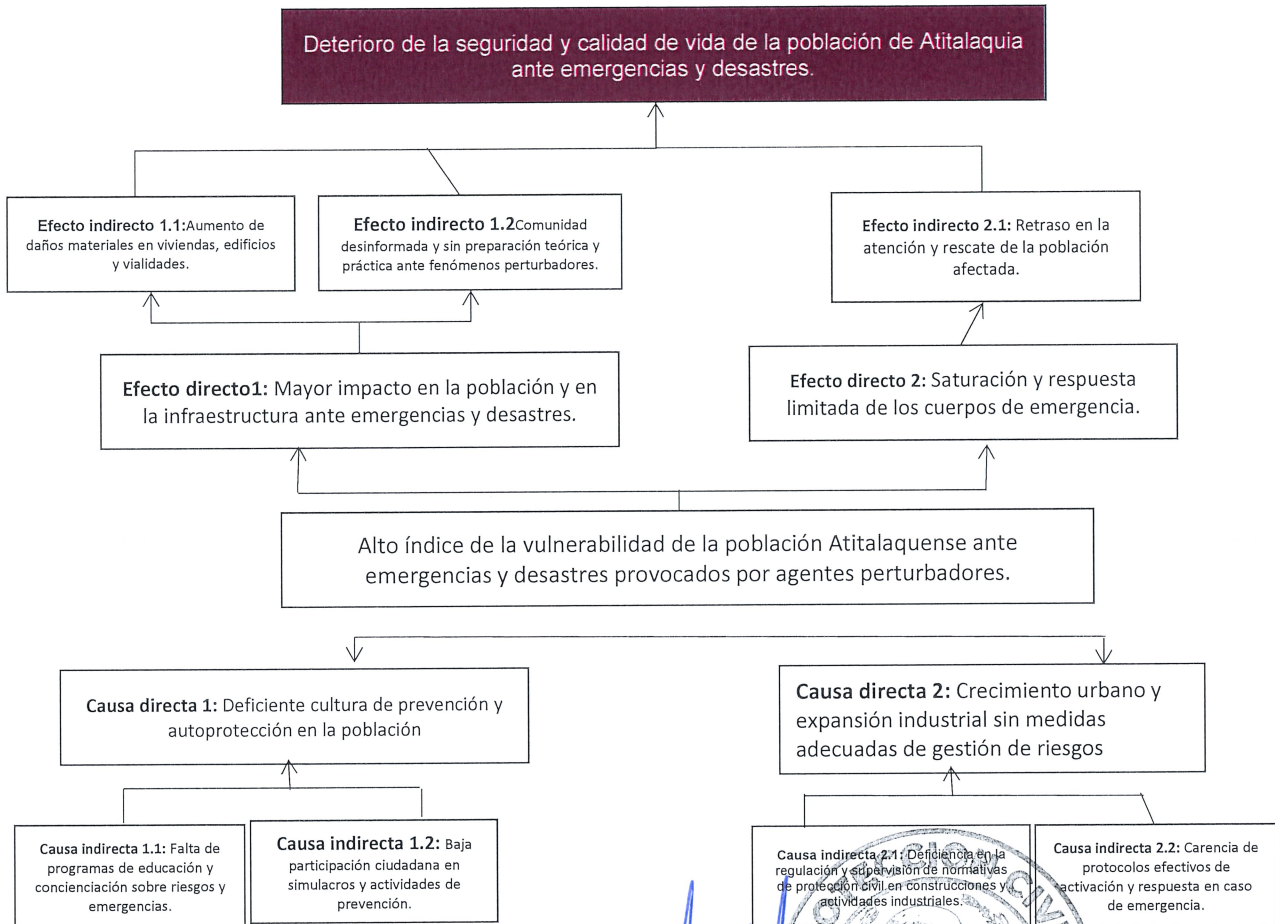 Deterioro de la seguridad y calidad de vida de la población de Atitalaquia
ante emergencias y desastres.
Efecto indirecto 1.1:Aumento de
daños materiales en viviendas, edificios
y vialidades.
Efecto indirecto 1.2Comunidad
desinformada y sin preparación teórica y
práctica ante fenómenos perturbadores.
Efecto indirecto 2.1: Retraso en la
atención y rescate de la población
afectada.
Efecto directo1: Mayor impacto en la población y en
la infraestructura ante emergencias y desastres.
Efecto directo 2: Saturación y respuesta
limitada de los cuerpos de emergencia.
Alto índice de la vulnerabilidad de la población Atitalaquense ante
emergencias y desastres provocados por agentes perturbadores.
Causa directa 1: Deficiente cultura de prevención y
autoprotección en la población
Causa directa 2: Crecimiento urbano y
expansión industrial sin medidas
adecuadas de gestión de riesgos
Causa indirecta 1.1: Falta de
programas de educación y
concienciación sobre riesgos y
emergencias.
Causa indirecta 1.2: Baja
participación ciudadana en
simulacros y actividades de
prevención.
Causa indirecta 2.1: Deficiencia en la
regulación y supervisión de normativas
de protección civil en construcciones y
actividades industriales.
Causa indirecta 2.2: Carencia de
protocolos efectivos de
activación y respuesta en caso
de emergencia.